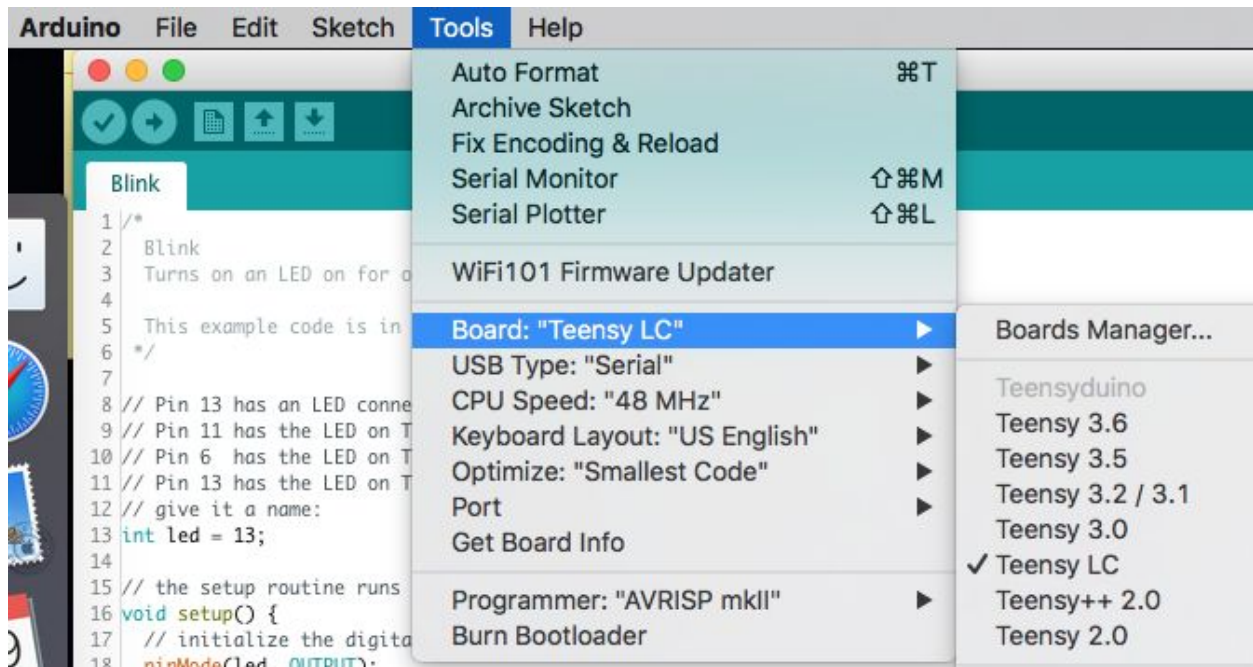 Arduino File Edit Sketch Tools Help
Auto Format ⌘T
Archive Sketch
Fix Encoding & Reload
Serial Monitor ⇧⌘M
Serial Plotter ⇧⌘L
WiFi101 Firmware Updater
Board: "Teensy LC"
USB Type: "Serial"
CPU Speed: "48 MHz"
Keyboard Layout: "US English"
Optimize: "Smallest Code"
Port
Get Board Info
Programmer: "AVRISP mkII"
Burn Bootloader
Boards Manager...
Teensyduino
Teensy 3.6
Teensy 3.5
Teensy 3.2 / 3.1
Teensy 3.0
✓ Teensy LC
Teensy++ 2.0
Teensy 2.0
Blink
1 /*
2 Blink
3 Turns on an LED on for o
4
5 This example code is in
6 */
7
8 // Pin 13 has an LED conne
9 // Pin 11 has the LED on T
10 // Pin 6 has the LED on T
11 // Pin 13 has the LED on T
12 // give it a name:
13 int led = 13;
14
15 // the setup routine runs
16 void setup() {
17 // initialize the digita
18 pinMode(led, OUTPUT);